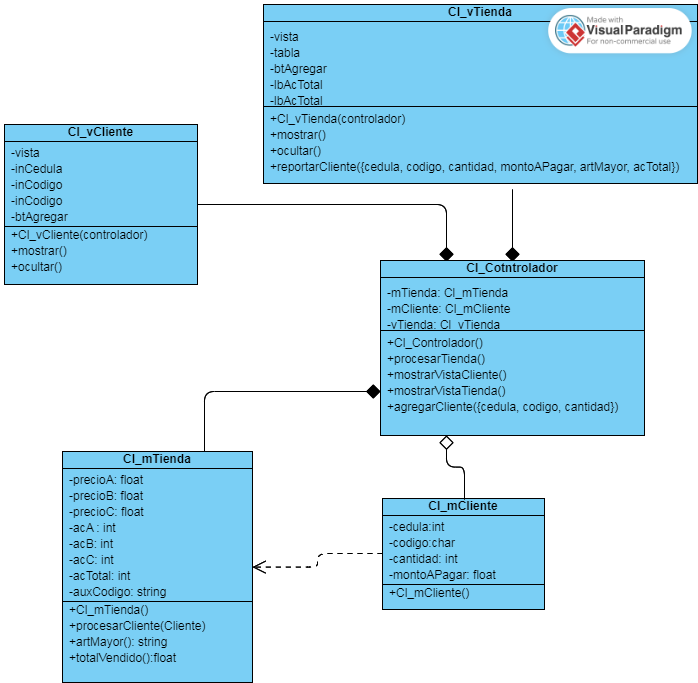 Cl_vTienda
-vista
-tabla
-btAgregar
-lbAcTotal
-lbAcTotal
+Cl_vTienda(controlador)
+mostrar()
+ocultar()
+reportarCliente({cedula, codigo, cantidad, montoAPagar, artMayor, acTotal})
Made with
VisualParadigm
For non-commercial use
Cl_vCliente
-vista
-inCedula
-inCodigo
-inCodigo
-btAgregar
+Cl_vCliente(controlador)
+mostrar()
+ocultar()
Cl_Cotntrolador
-mTienda: Cl_mTienda
-mCliente: Cl_mCliente
-vTienda: Cl_vTienda
+Cl_Controlador()
+procesarTienda()
+mostrarVistaCliente()
+mostrarVistaTienda()
+agregarCliente({cedula, codigo, cantidad})
Cl_mTienda
-precioA: float
-precioB: float
-precioC: float
-acA : int
-acB: int
-acC: int
-acTotal: int
-auxCodigo: string
+Cl_mTienda()
+procesarCliente(Cliente)
+artMayor(): string
+totalVendido():float
Cl_mCliente
-cedula:int
-codigo:char
-cantidad: int
-montoAPagar: float
+Cl_mCliente()